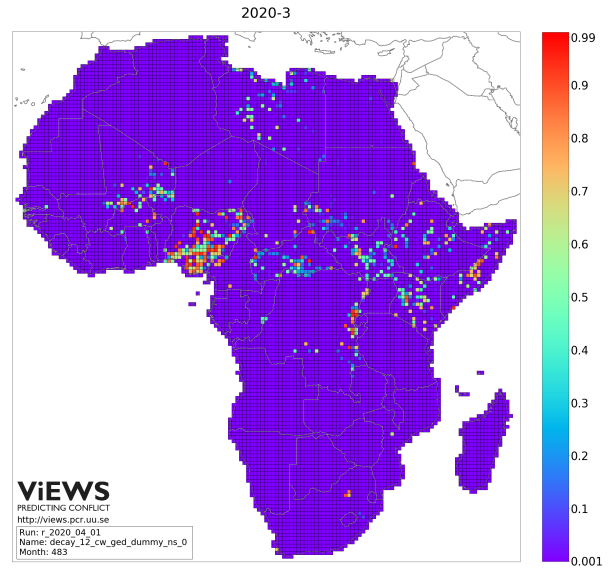 2020-3
0.99
0.9
0.8
0.7
0.6
0.5
0.4
0.3
0.2
0.1
0.001
ViEWS
PREDICTING CONFLICT
http://views.pcr.uu.se
Run: r_2020_04_01
Name: decay_12_cw_ged_dummy_ns_0
Month: 483